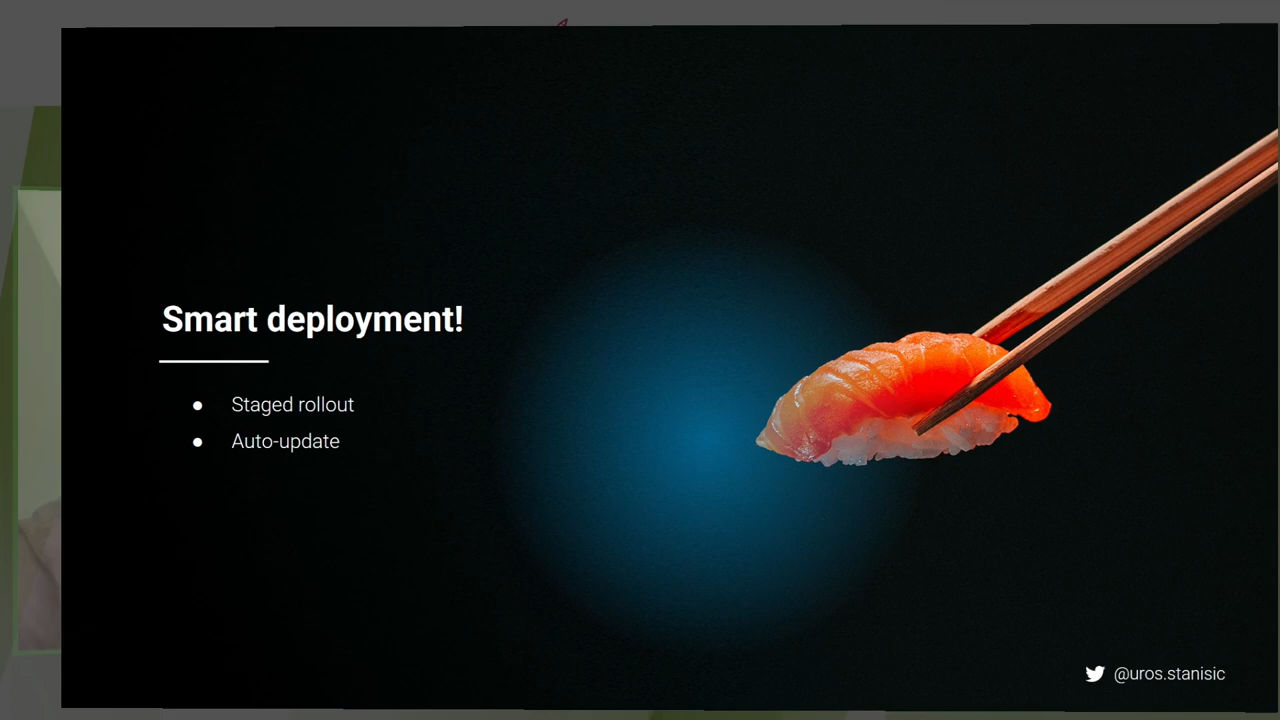 Smart deployment!
● Staged rollout
● Auto-update
@uros.stanisic